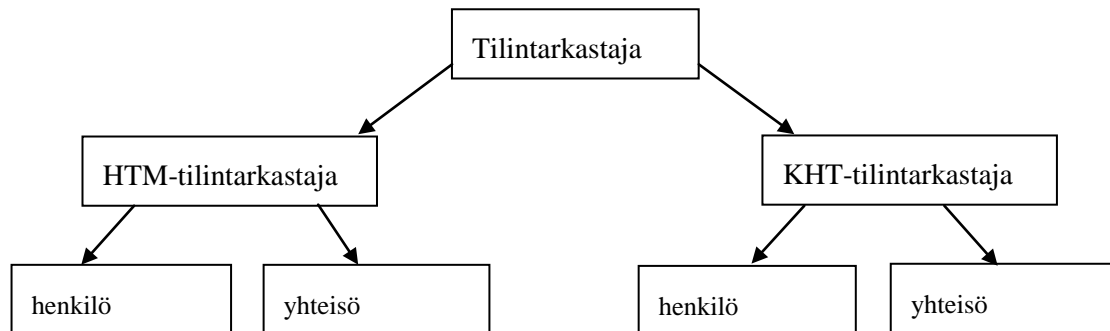 Tilintarkastaja
HTM-tilintarkastaja
KHT-tilintarkastaja
henkilö
yhteisö
henkilö
yhteisö